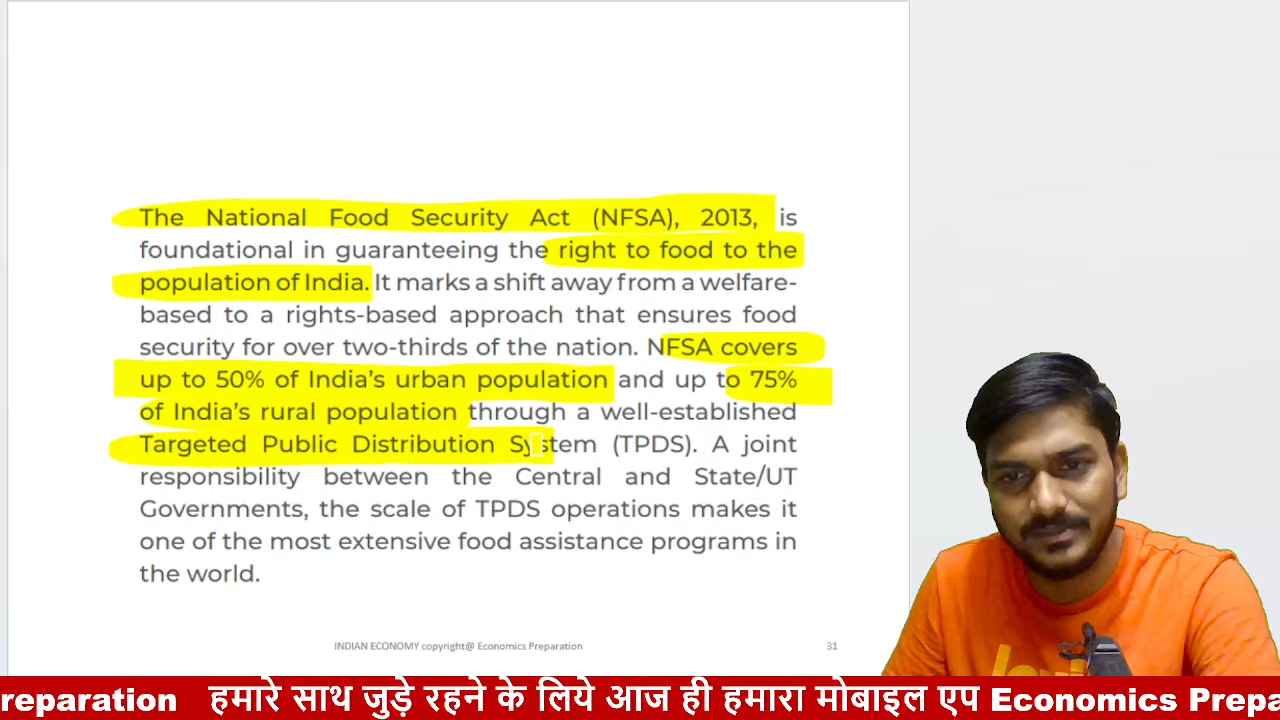 The National Food Security Act (NFSA), 2013, is
foundational in guaranteeing the right to food to the
population of India. It marks a shift away from a welfare-
based to a rights-based approach that ensures food
security for over two-thirds of the nation. NFSA covers
up to 50% of India's urban population and up to 75%
of India's rural population through a well-established
Targeted Public Distribution System (TPDS). A joint
responsibility between the Central and State/UT
Governments, the scale of TPDS operations makes it
one of the most extensive food assistance programs in
the world.
INDIAN ECONOMY copyright@ Economics Preparation
31
reparation हमारे साथ जुड़े रहने के लिये आज ही हमारा मोबाइल एप Economics Prepa